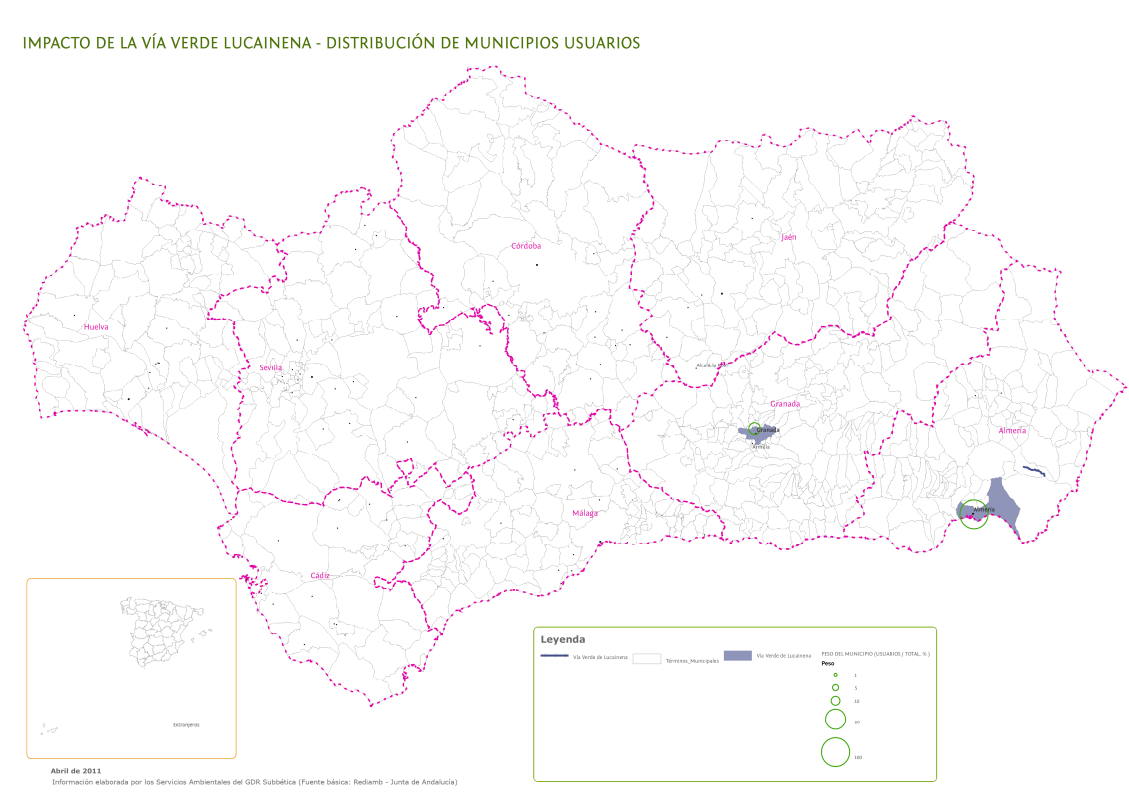 IMPACTO DE LA VÍA VERDE LUCAINENA - DISTRIBUCIÓN DE MUNICIPIOS USUARIOS
Córdoba
Jaén
Huelva
Sevilla
Granada
Granada
Armilla
Almería
Almería
Málaga
Cádiz
Extranjeros
Leyenda
Vía Verde de Lucainena
Términos_Municipales
Vía Verde de Lucainena
PESO DEL MUNICIPIO (USUARIOS / TOTAL, % )
Peso
1
5
10
50
100
Abril de 2011
Información elaborada por los Servicios Ambientales del GDR Subbética (Fuente básica: Rediamb - Junta de Andalucía)